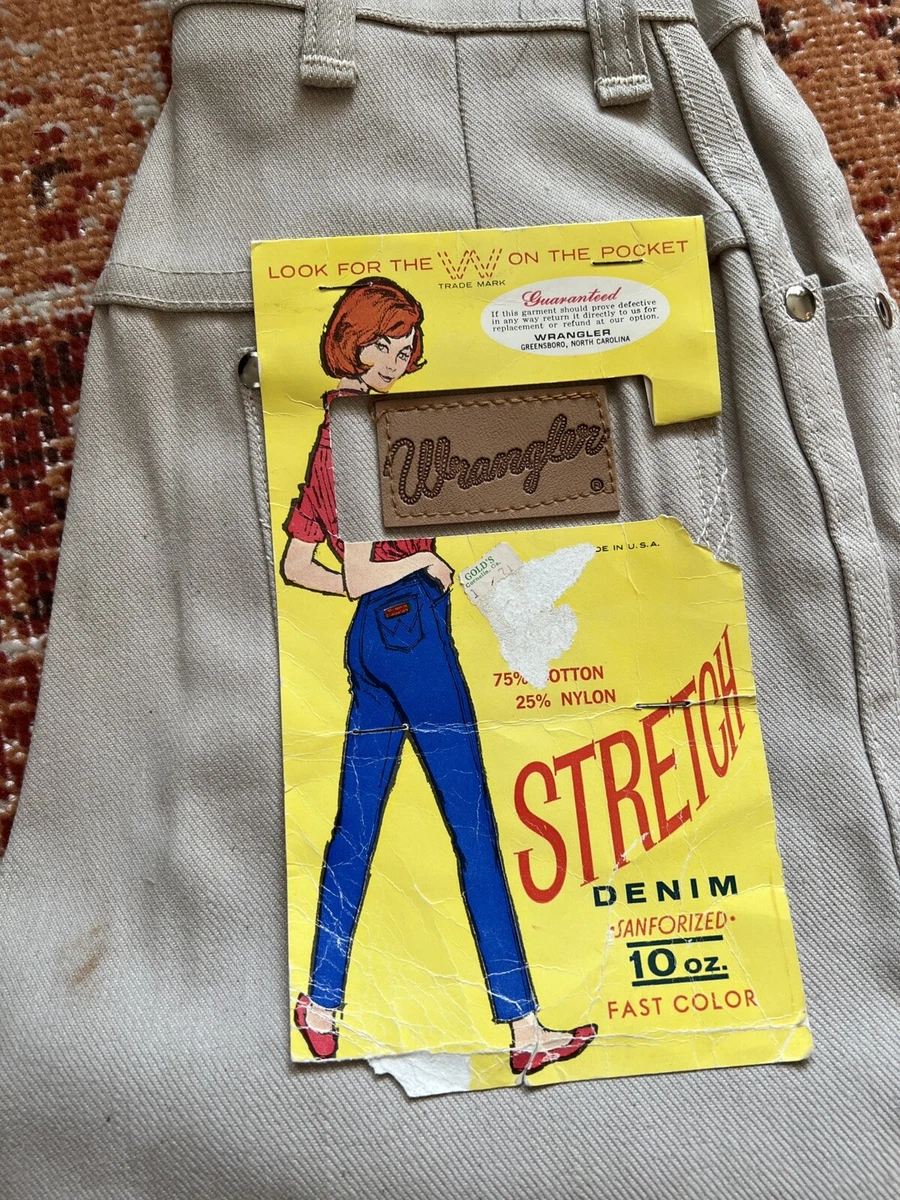 LOOK FOR THE W ON THE POCKET
TRADE MARK
Guaranteed
If this garment should prove defective
in any way return it directly to us for
replacement or refund at our option.
WRANGLER
GREENSBORO, NORTH CAROLINA
Wrangler
®
DE IN U.S.A.
GOLD'S
75% OTTON
25% NYLON
STRETCH
DENIM
·SANFORIZED·
10 oz.
FAST COLOR